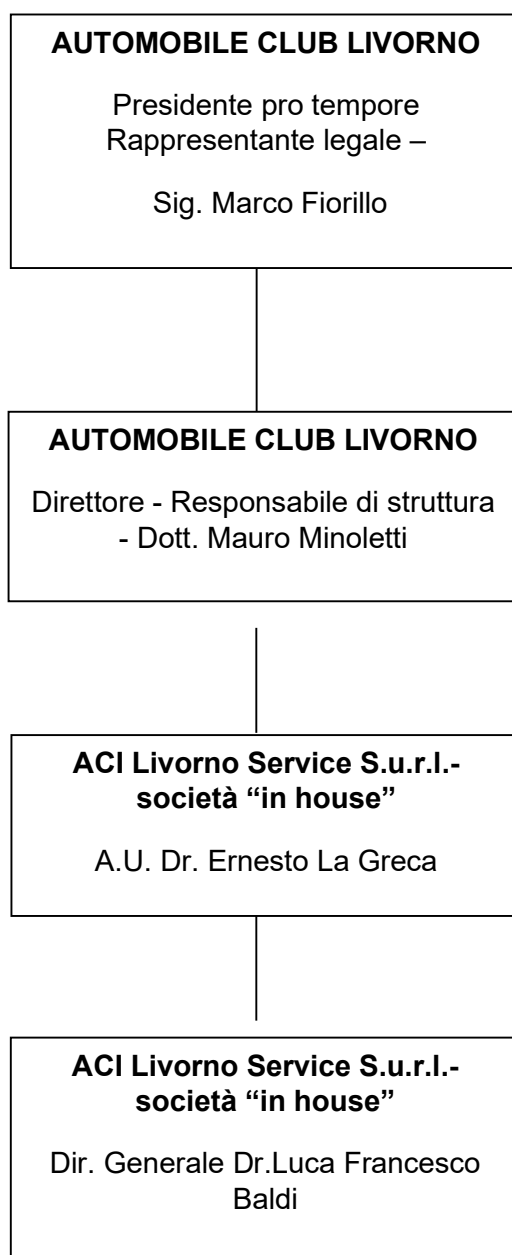 AUTOMOBILE CLUB LIVORNO
Presidente pro tempore
Rappresentante legale –
Sig. Marco Fiorillo
AUTOMOBILE CLUB LIVORNO
Direttore - Responsabile di struttura
- Dott. Mauro Minoletti
ACI Livorno Service S.u.r.l.-
società “in house”
A.U. Dr. Ernesto La Greca
ACI Livorno Service S.u.r.l.-
società “in house”
Dir. Generale Dr.Luca Francesco
Baldi